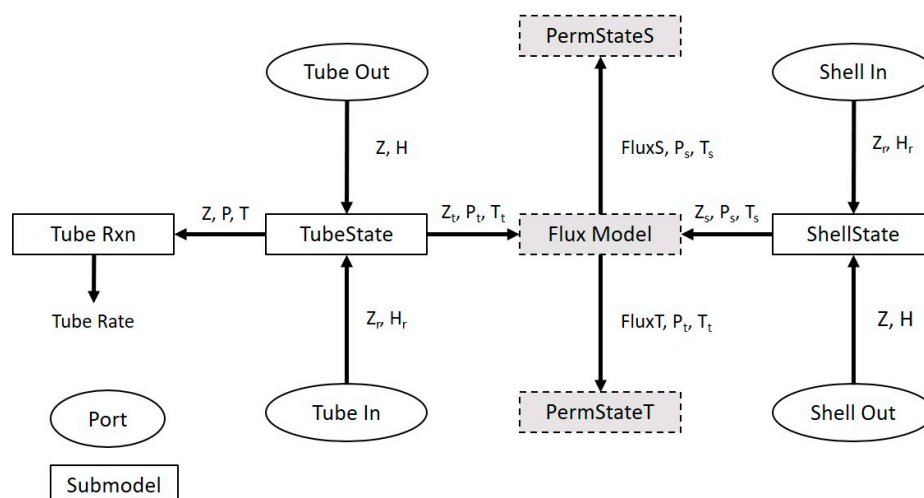 PermStateS
Tube Out
Shell In
Z, H
FluxS, Pₛ, Tₛ
Zᵣ, Hᵣ
Z, P, T
Zₜ, Pₜ, Tₜ
Zₛ, Pₛ, Tₛ
Tube Rxn
TubeState
Flux Model
ShellState
Tube Rate
Zᵣ, Hᵣ
FluxT, Pₜ, Tₜ
Z, H
Port
Tube In
PermStateT
Shell Out
Submodel